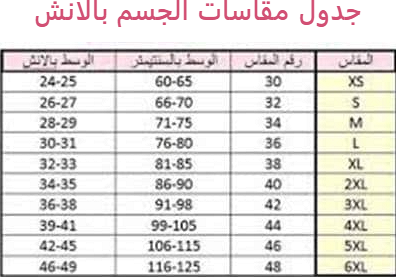 جدول مقاسات الجسم بالانش
المقاس رقم المقاس الوسط بالسنتيمتر الوسط بالانش
XS 30 60-65 24-25
S 32 66-70 26-27
M 34 71-75 28-29
L 36 76-80 30-31
XL 38 81-85 32-33
2XL 40 86-90 34-35
3XL 42 91-98 36-38
4XL 44 99-105 39-41
5XL 46 106-115 42-45
6XL 48 116-125 46-49